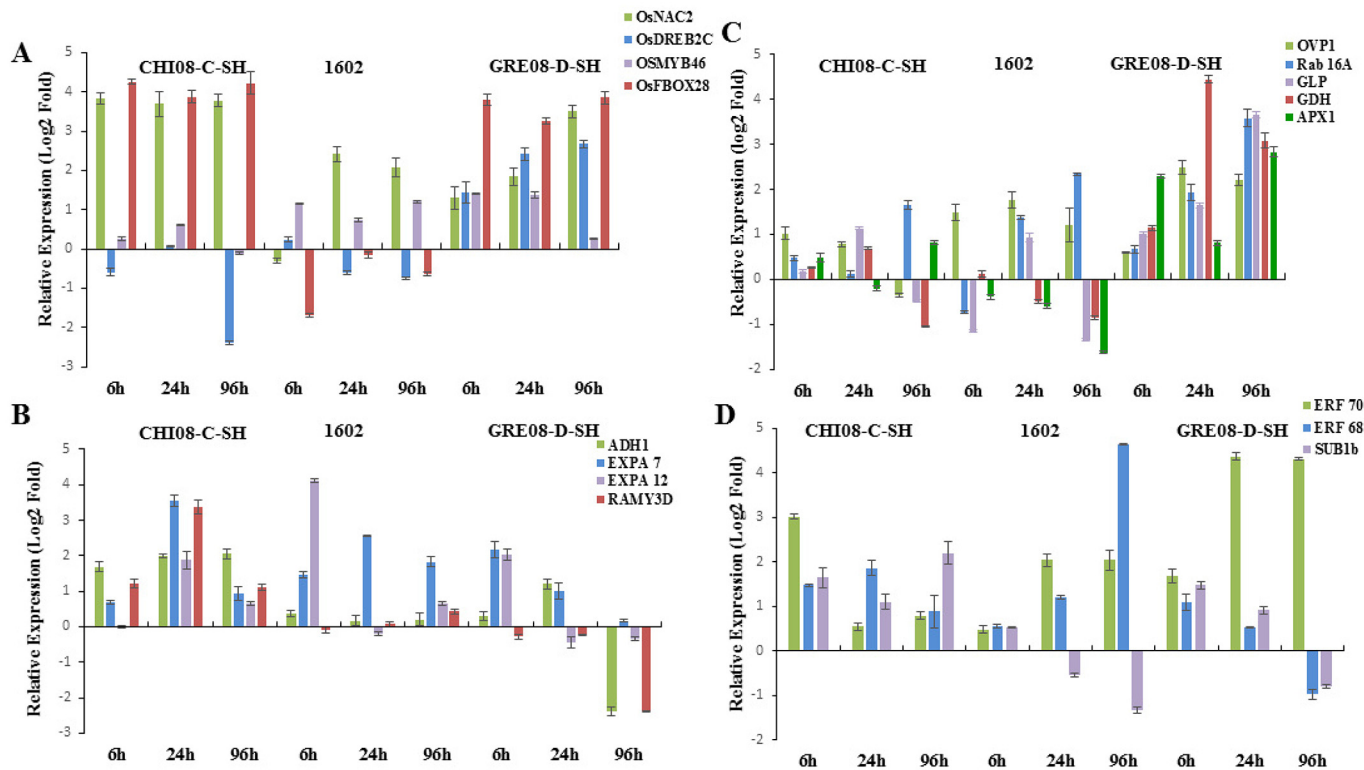 A
Relative Expression (Log2 Fold)
5
4
3
2
1
0
-1
-2
-3
CHI08-C-SH 1602 GRE08-D-SH
OsNAC2
OsDREB2C
OSMYB46
OsFBOX28
6h 24h 96h 6h 24h 96h 6h 24h 96h
B
Relative Expression (Log2 Fold)
5
4
3
2
1
0
-1
-2
-3
CHI08-C-SH 1602 GRE08-D-SH
ADH1
EXPA 7
EXPA 12
RAMY3D
6h 24h 96h 6h 24h 96h 6h 24h 96h
C
Relative Expression (log2 Fold)
5
4
3
2
1
0
-1
-2
CHI08-C-SH 1602 GRE08-D-SH
OVP1
Rab 16A
GLP
GDH
APX1
6h 24h 96h 6h 24h 96h 6h 24h 96h
D
Relative Expression (Log2 Fold)
5
4
3
2
1
0
-1
-2
CHI08-C-SH 1602 GRE08-D-SH
ERF 70
ERF 68
SUB1b
6h 24h 96h 6h 24h 96h 6h 24h 96h